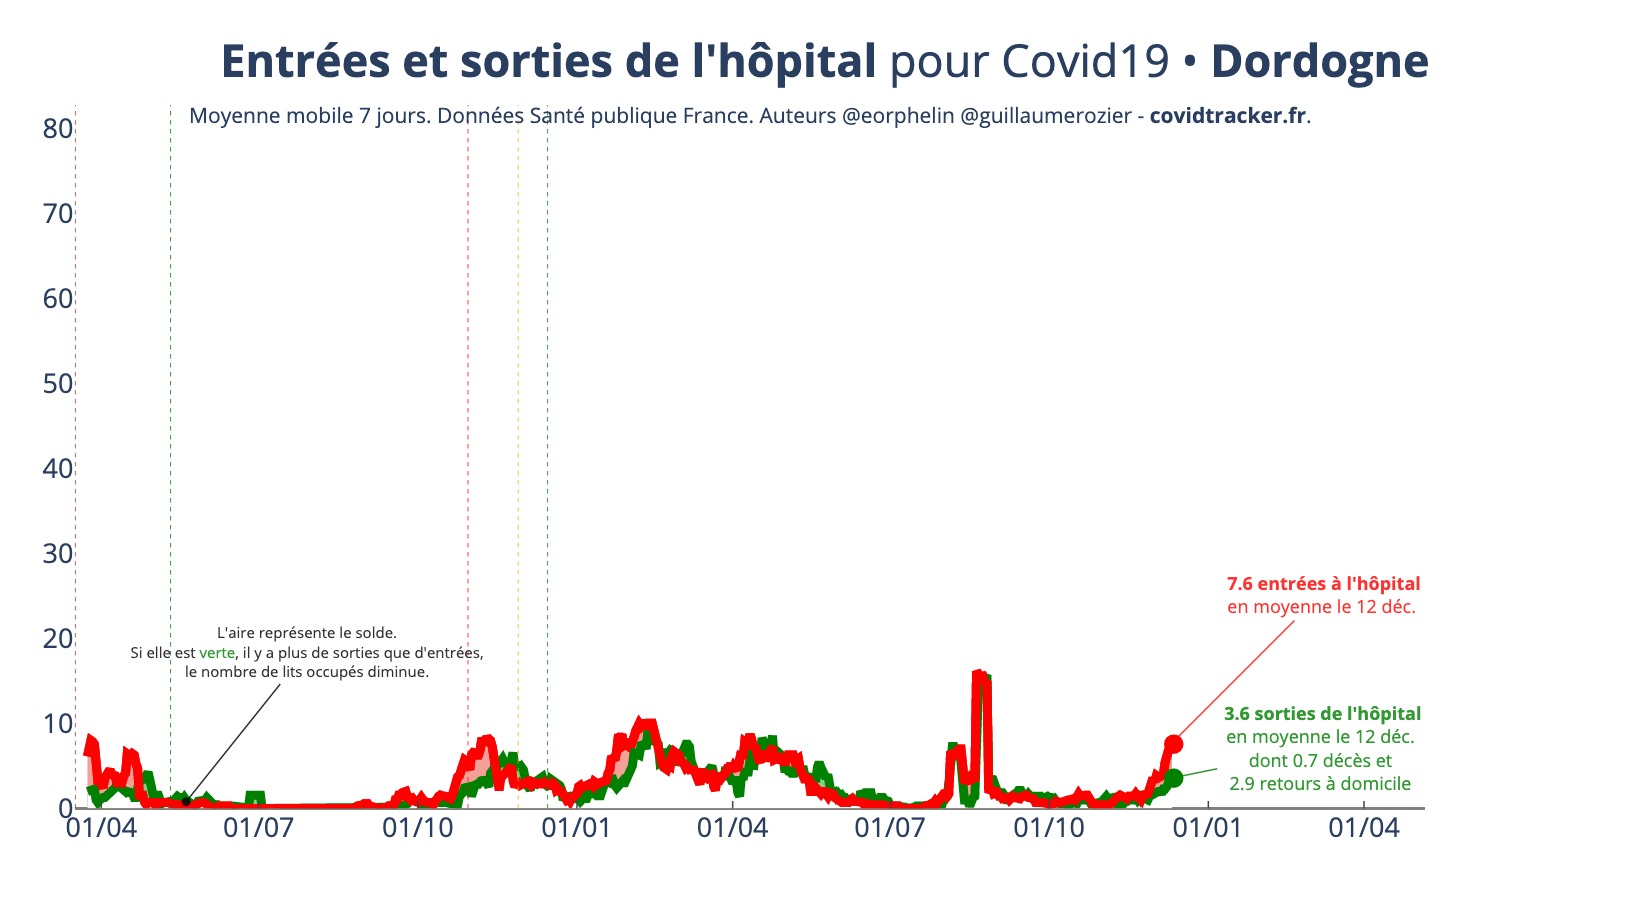 Entrées et sorties de l'hôpital pour Covid19 • Dordogne
Moyenne mobile 7 jours. Données Santé publique France. Auteurs @eorphelin @guillaumerozier - covidtracker.fr.
80
70
60
50
40
30
20
10
0
L'aire représente le solde.
Si elle est verte, il y a plus de sorties que d'entrées,
le nombre de lits occupés diminue.
7.6 entrées à l'hôpital
en moyenne le 12 déc.
3.6 sorties de l'hôpital
en moyenne le 12 déc.
dont 0.7 décès et
2.9 retours à domicile
01/04 01/07 01/10 01/01 01/04 01/07 01/10 01/01 01/04